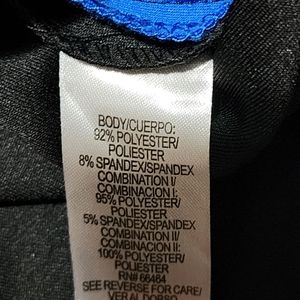 BODY/CUERPO:
92% POLYESTER/
POLIESTER
8% SPANDEX/SPANDEX
COMBINATION I/
COMBINACION I:
95% POLYESTER/
POLIESTER
5% SPANDEX/SPANDEX
COMBINATION II/
COMBINACION II:
100% POLYESTER/
POLIESTER
RN# 66484
SEE REVERSE FOR CARE/
VER AL DORSO